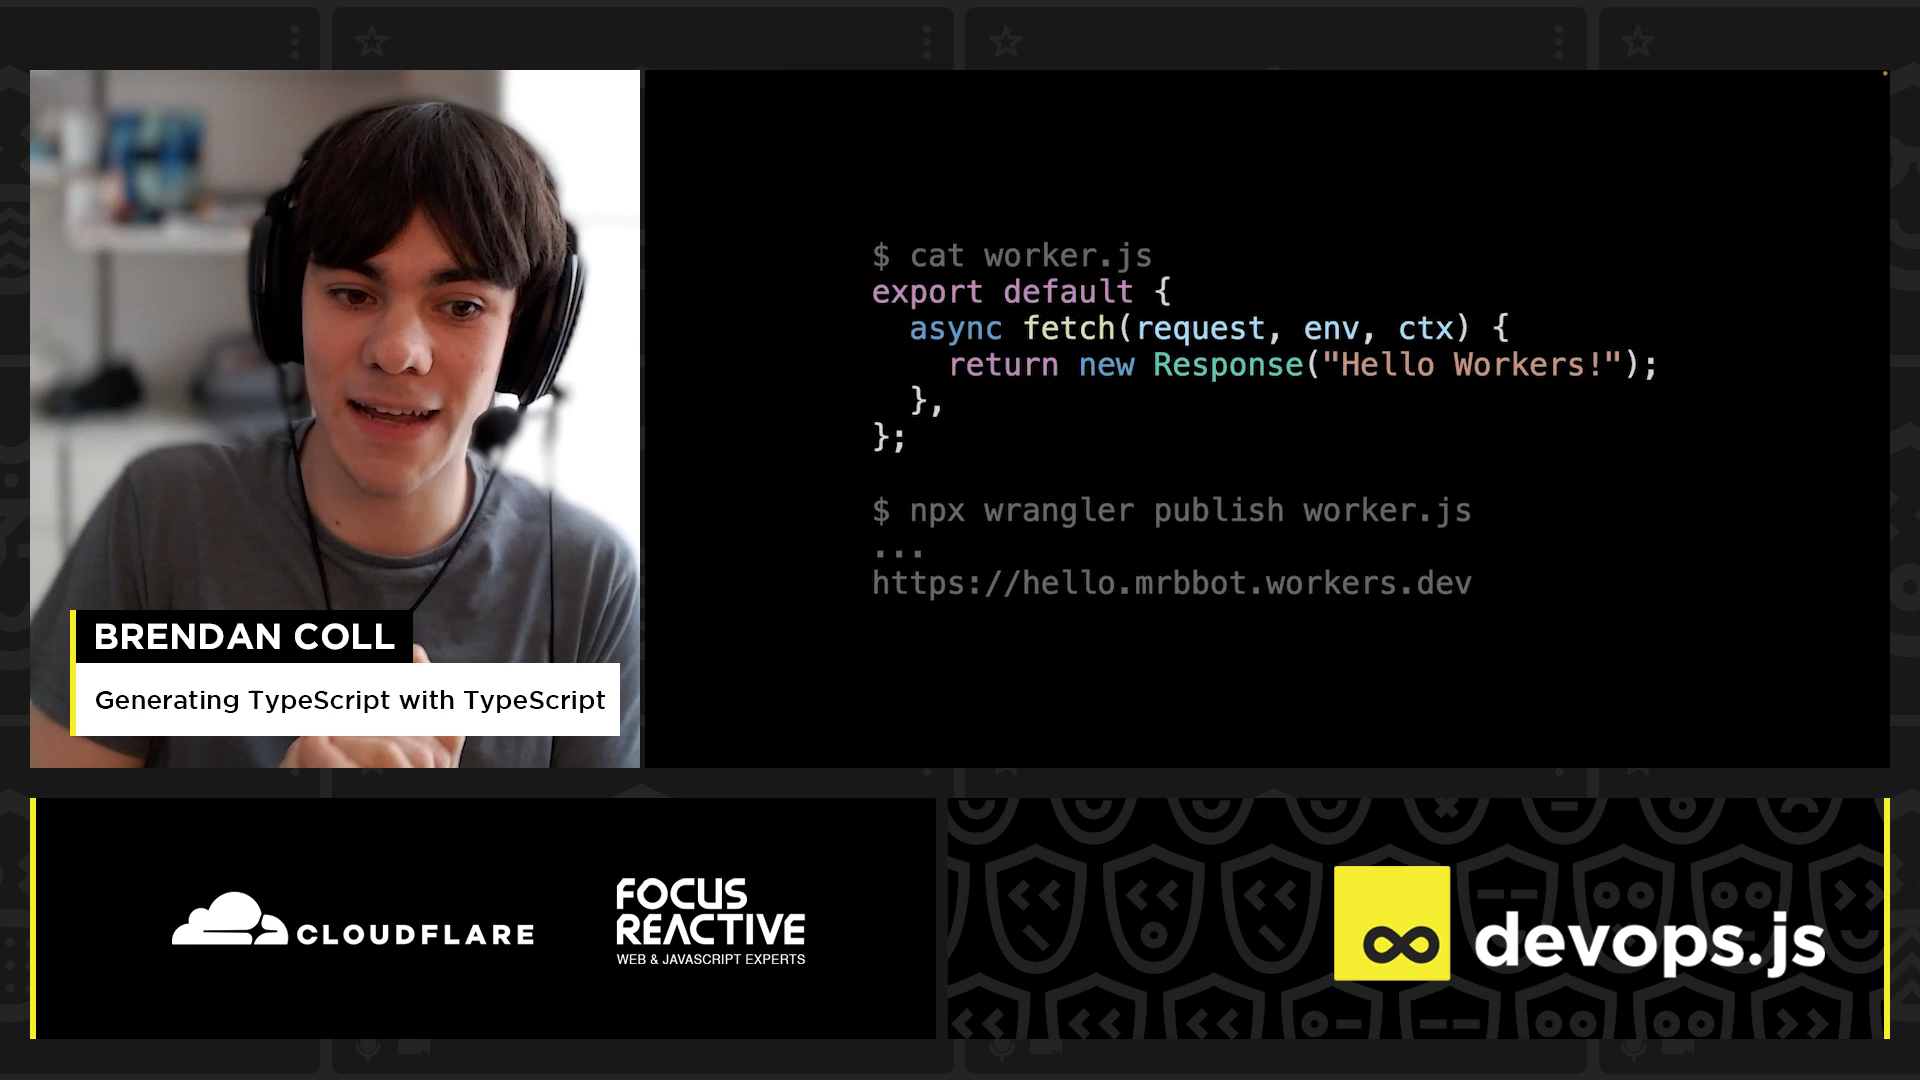 $ cat worker.js
export default {
  async fetch(request, env, ctx) {
    return new Response("Hello Workers!");
  },
};
$ npx wrangler publish worker.js
...
https://hello.mrbbot.workers.dev
BRENDAN COLL
Generating TypeScript with TypeScript
CLOUDFLARE
FOCUS
REACTIVE
WEB & JAVASCRIPT EXPERTS
devops.js